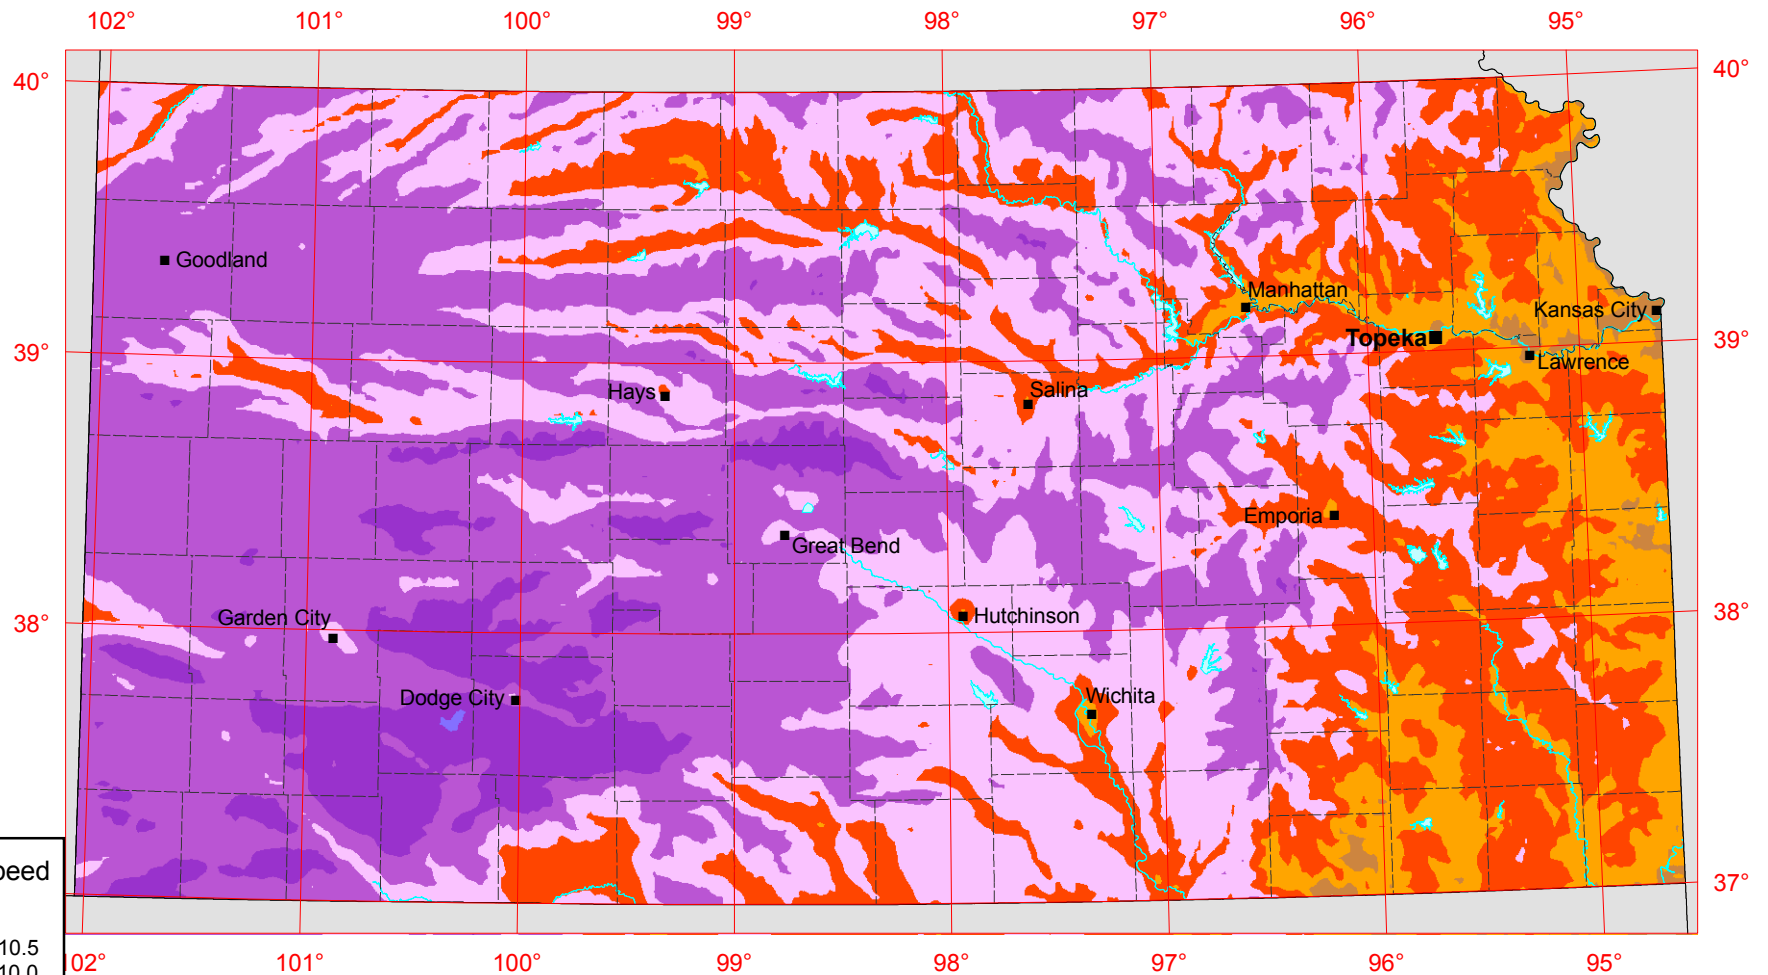 102° 101° 100° 99° 98° 97° 96° 95°
40° 40°
Goodland
Manhattan
Kansas City
39° Topeka 39°
Lawrence
Hays Salina
Emporia
Great Bend
Garden City Hutchinson 38°
38°
Dodge City Wichita
37°
10.5
101° 100° 99° 98° 97° 96° 95°